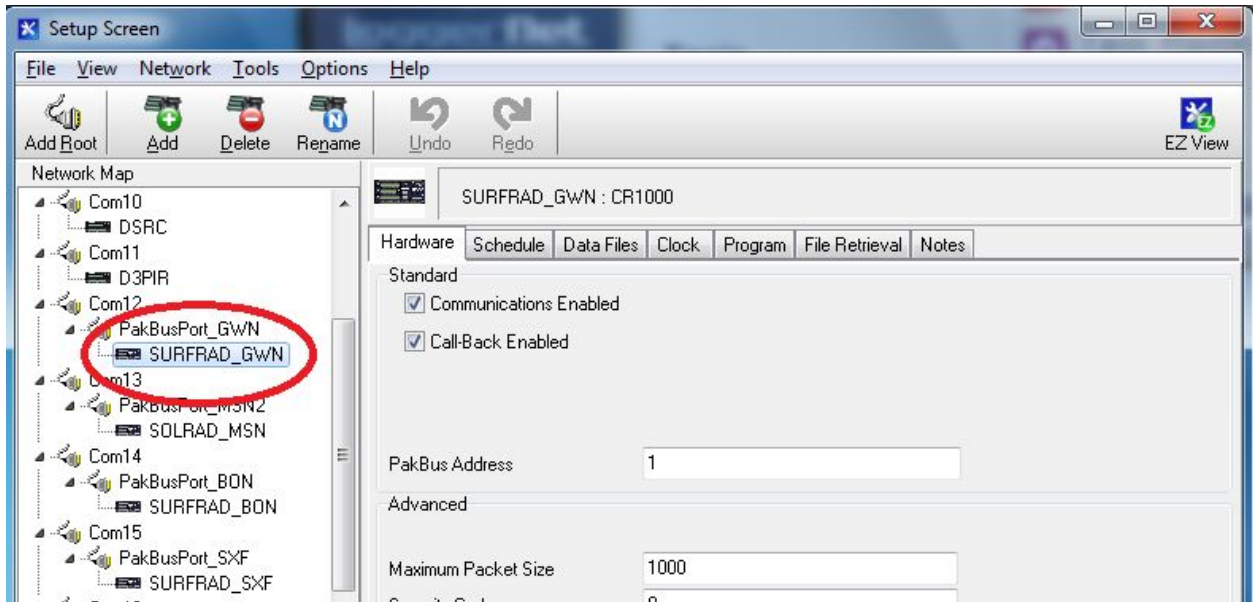 Setup Screen
File View Network Tools Options Help
Add Root Add Delete Rename Undo Redo EZ View
Network Map
Com10
DSRC
Com11
D3PIR
Com12
PakBusPort_GWN
SURFRAD_GWN
Com13
PakBusPort_MSN2
SOLRAD_MSN
Com14
PakBusPort_BON
SURFRAD_BON
Com15
PakBusPort_SXF
SURFRAD_SXF
SURFRAD_GWN : CR1000
Hardware Schedule Data Files Clock Program File Retrieval Notes
Standard
Communications Enabled
Call-Back Enabled
PakBus Address 1
Advanced
Maximum Packet Size 1000